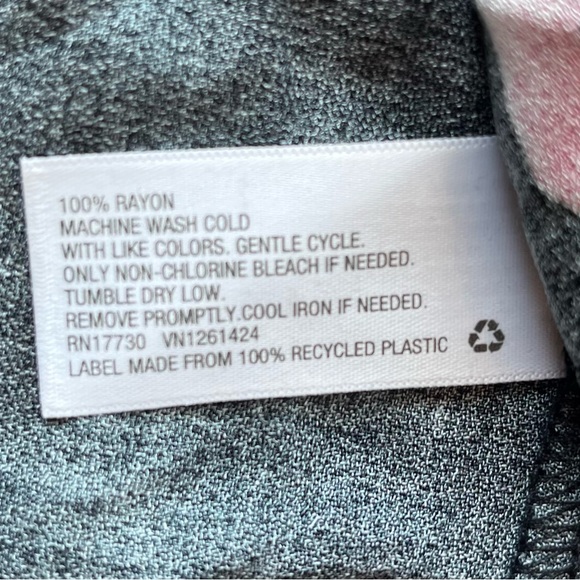 100% RAYON
MACHINE WASH COLD
WITH LIKE COLORS. GENTLE CYCLE.
ONLY NON-CHLORINE BLEACH IF NEEDED.
TUMBLE DRY LOW.
REMOVE PROMPTLY.COOL IRON IF NEEDED.
RN17730 VN1261424
LABEL MADE FROM 100% RECYCLED PLASTIC